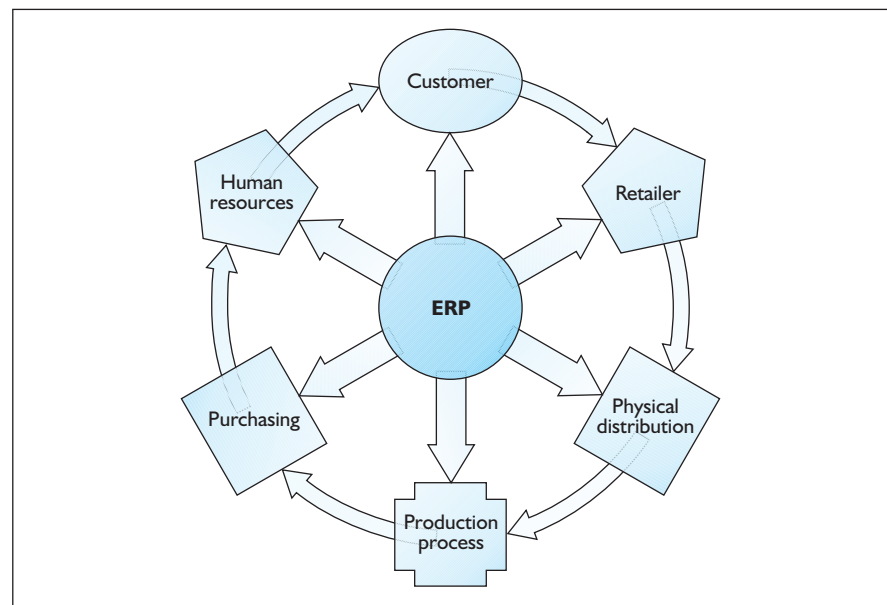 Customer
Human
resources
Retailer
ERP
Purchasing
Physical
distribution
Production
process